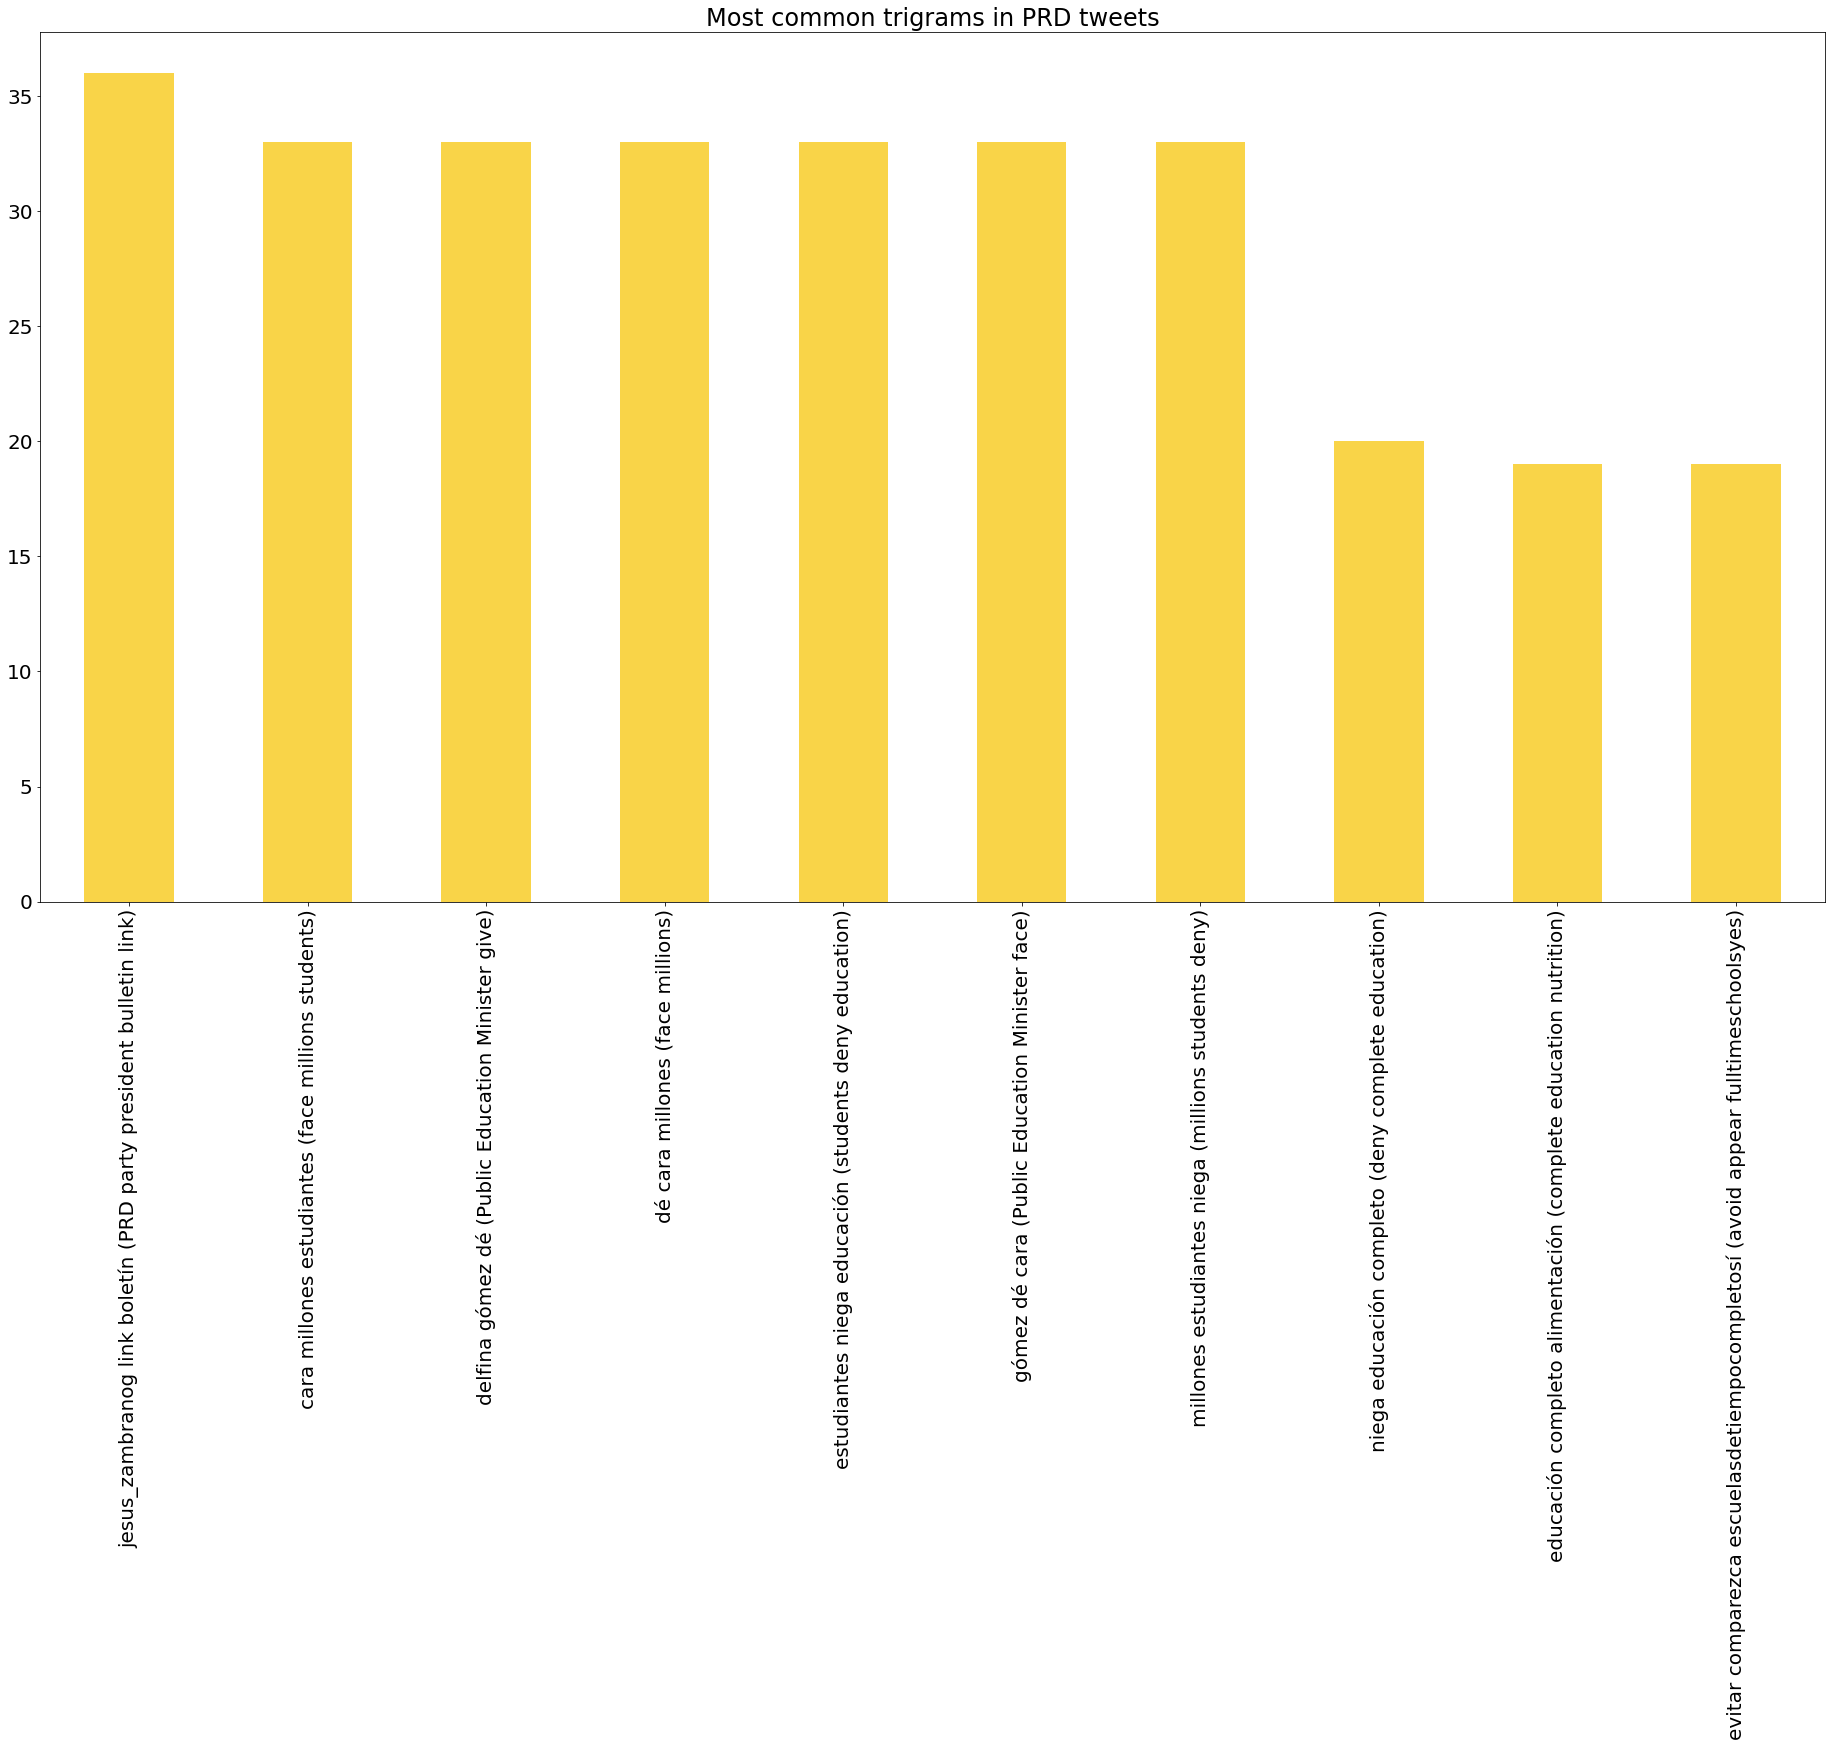 Most common trigrams in PRD tweets
35
30
25
20
15
10
5
0
jesus_zambranog link boletín (PRD party president bulletin link)
cara millones estudiantes (face millions students)
delfina gómez dé (Public Education Minister give)
dé cara millones (face millions)
estudiantes niega educación (students deny education)
gómez dé cara (Public Education Minister face)
millones estudiantes niega (millions students deny)
niega educación completo (deny complete education)
educación completo alimentación (complete education nutrition)
evitar comparezca escuelasdetiempocompletosí (avoid appear fulltimeschoolsyes)